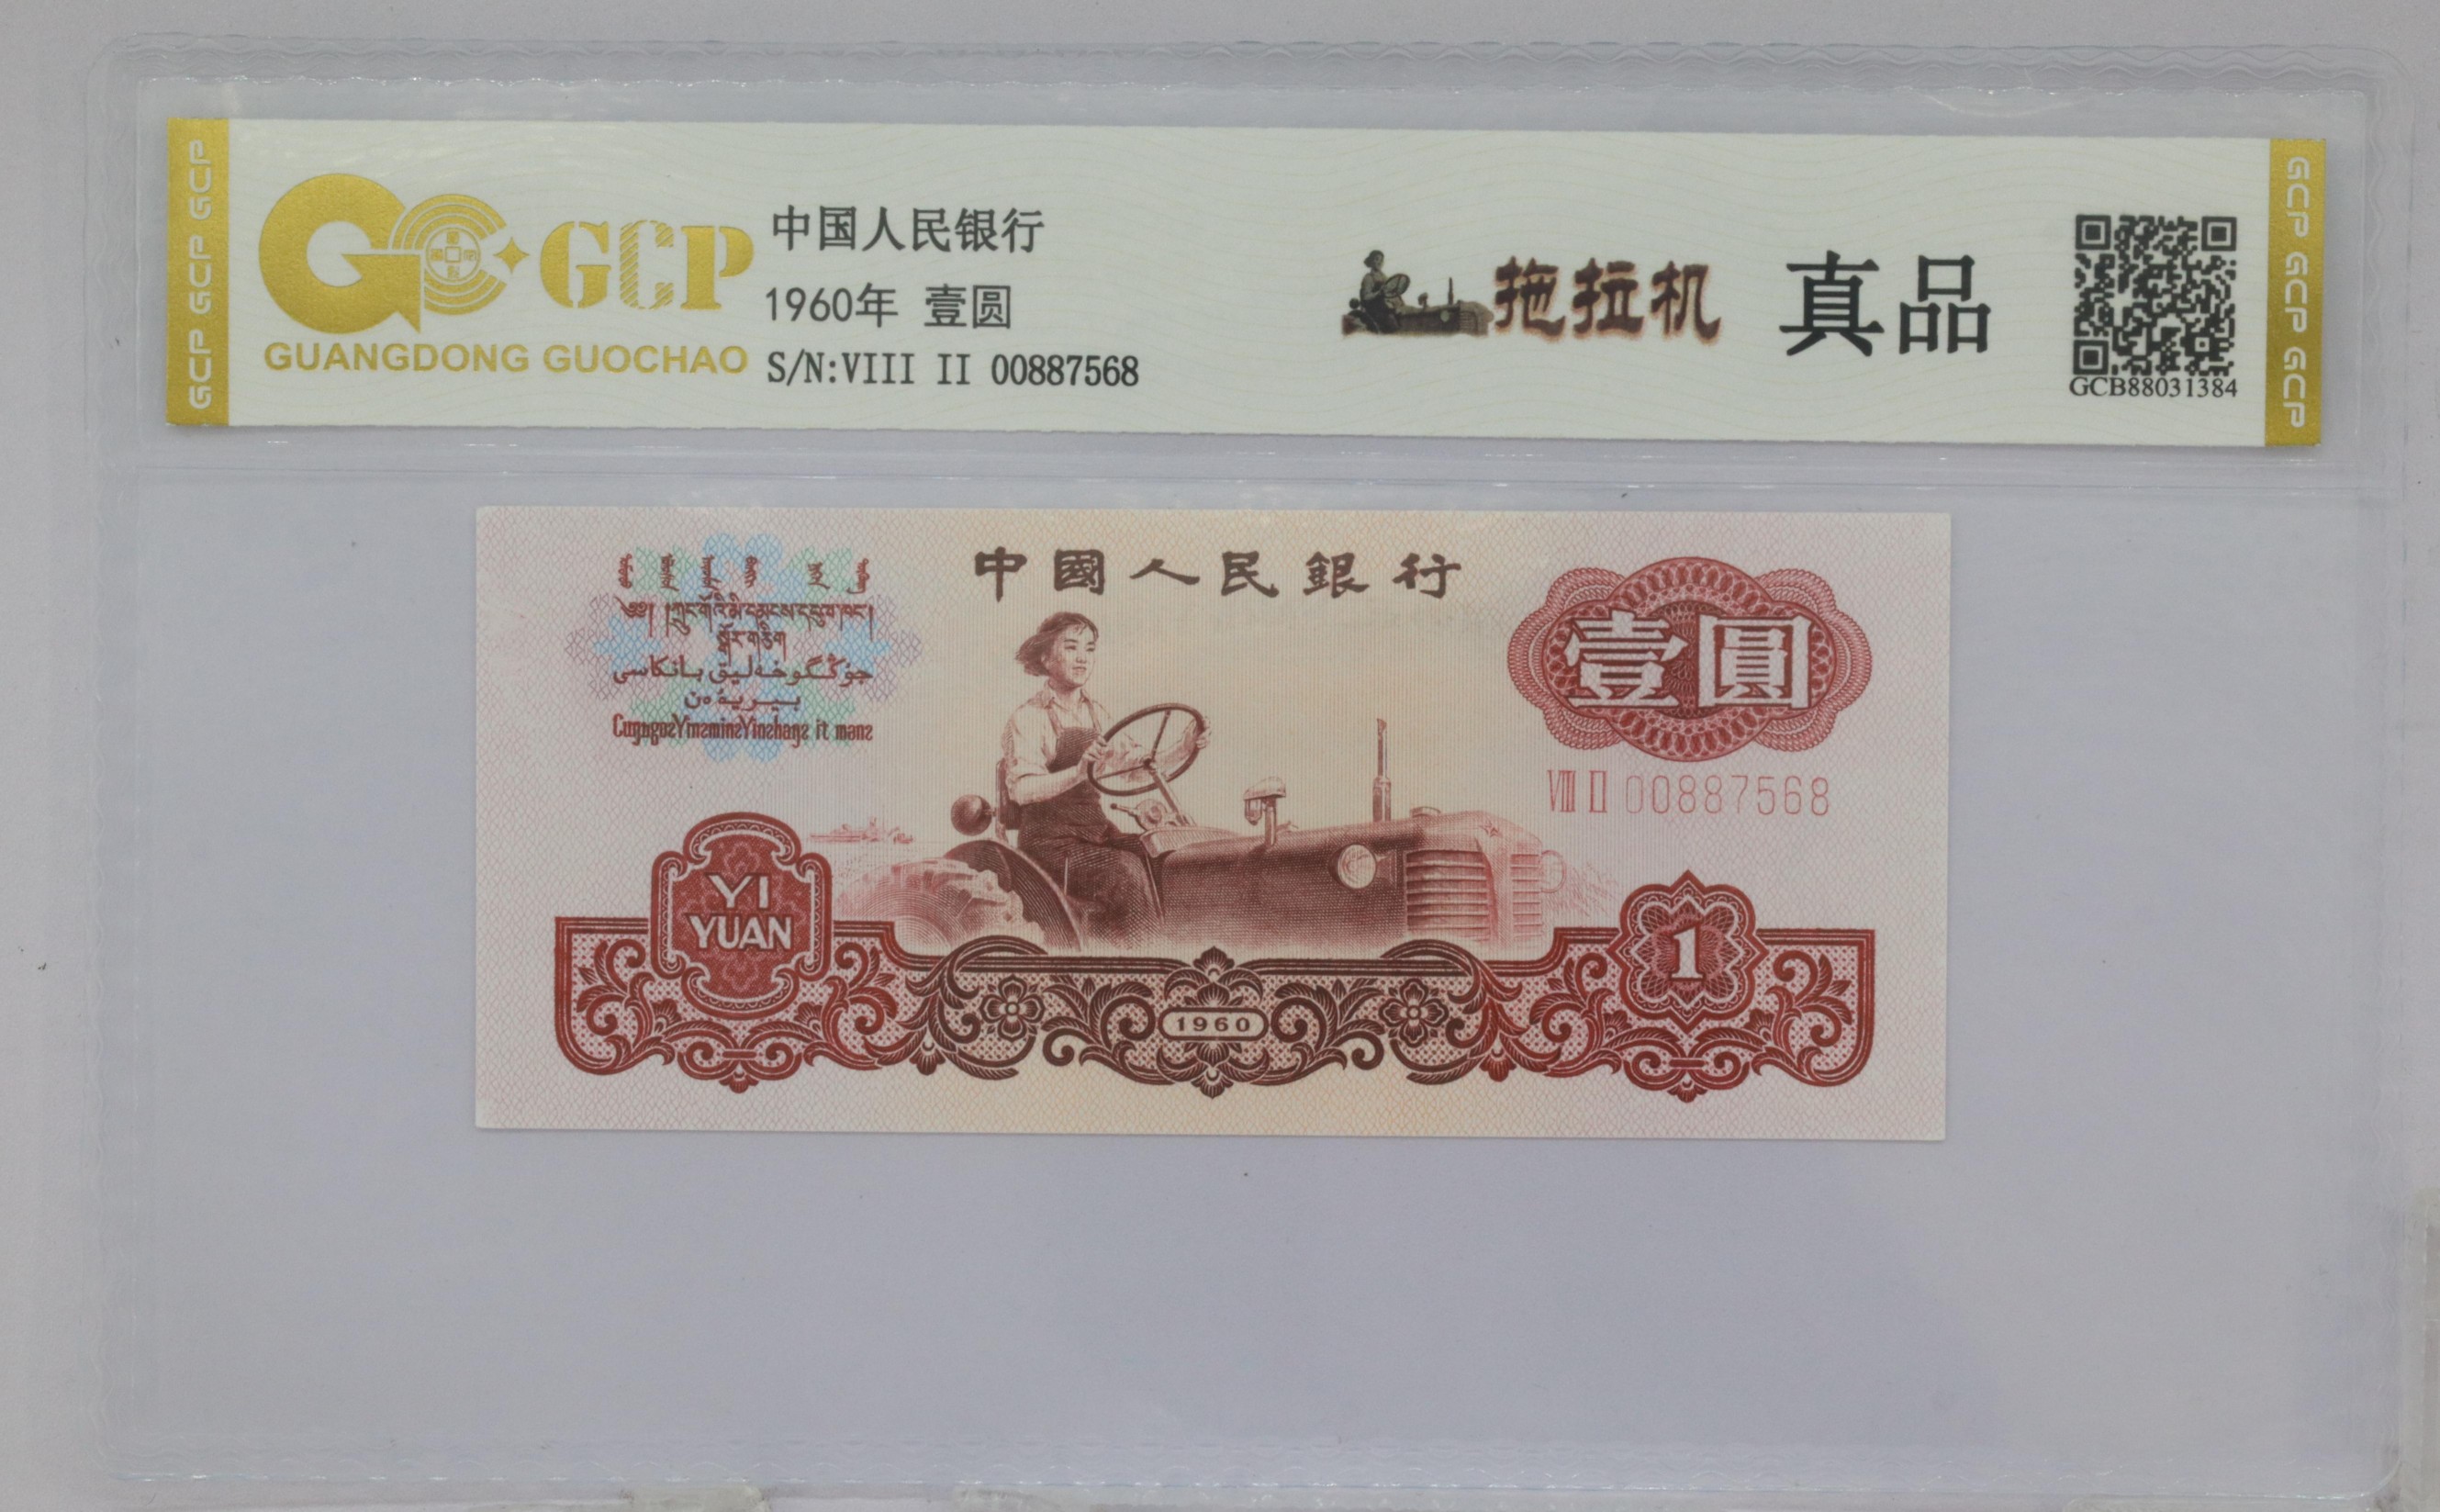 GCP GCP GCP
GCP
GUANGDONG GUOCHAO
中国人民银行
1960年 壹圆
S/N:VIII II 00887568
拖拉机
真品
GCB88031384
GCP GCP GCP
中國人民銀行
壹圓
VIII II 00887568
YI
YUAN
1
1960